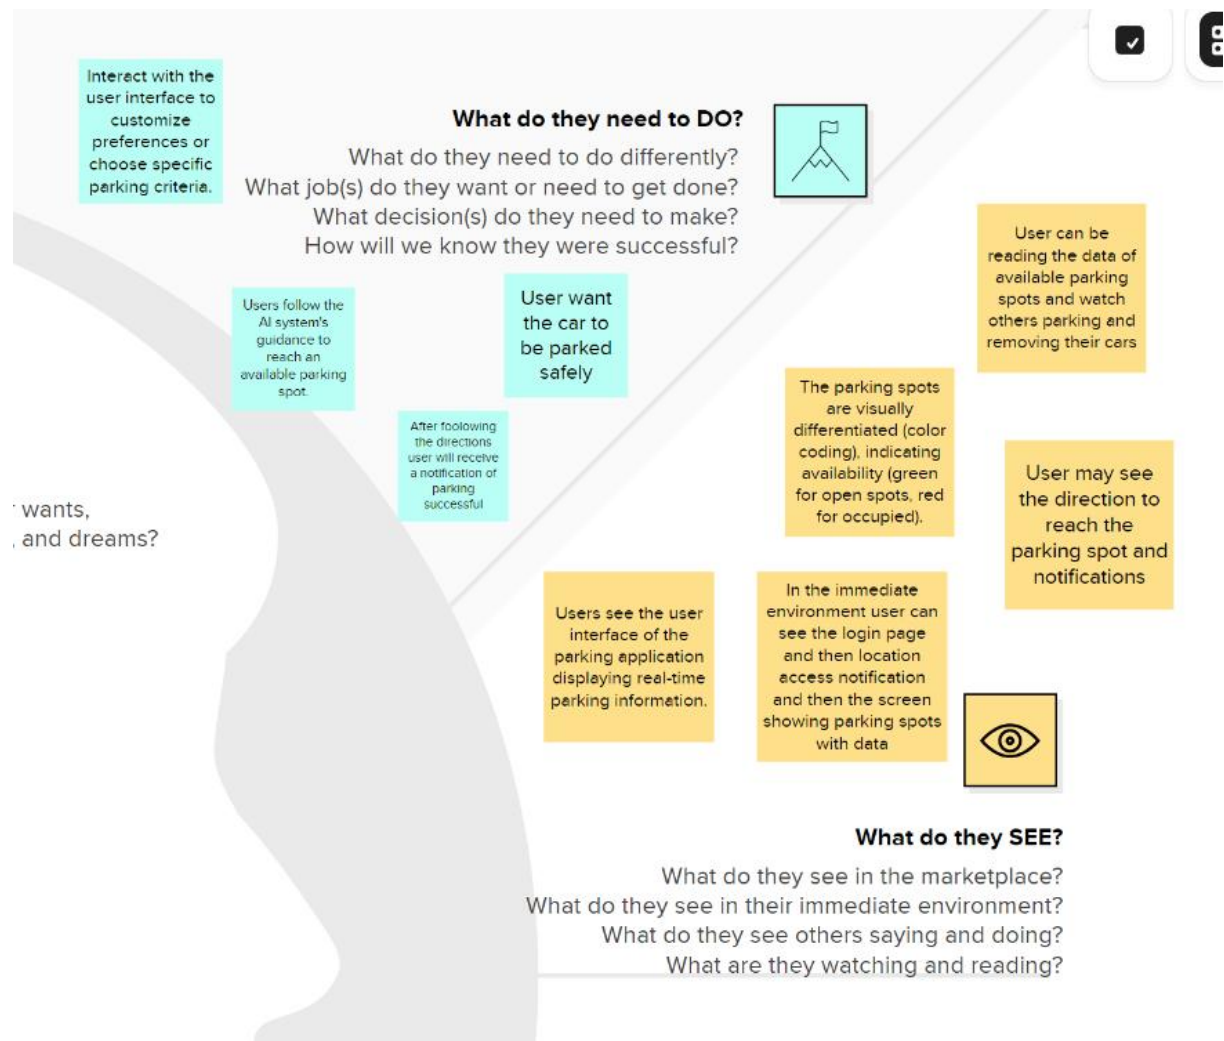 Interact with the
user interface to
customize
preferences or
choose specific
parking criteria.
What do they need to DO?
What do they need to do differently?
What job(s) do they want or need to get done?
What decision(s) do they need to make?
How will we know they were successful?
Users follow the
AI system's
guidance to
reach an
available parking
spot.
User want
the car to
be parked
safely
After foolowing
the directions
user will receive
a notification of
parking
successful
wants,
, and dreams?
User can be
reading the data of
available parking
spots and watch
others parking and
removing their cars
The parking spots
are visually
differentiated (color
coding), indicating
availability (green
for open spots, red
for occupied).
User may see
the direction to
reach the
parking spot and
notifications
Users see the user
interface of the
parking application
displaying real-time
parking information.
In the immediate
environment user can
see the login page
and then location
access notification
and then the screen
showing parking spots
with data
What do they SEE?
What do they see in the marketplace?
What do they see in their immediate environment?
What do they see others saying and doing?
What are they watching and reading?